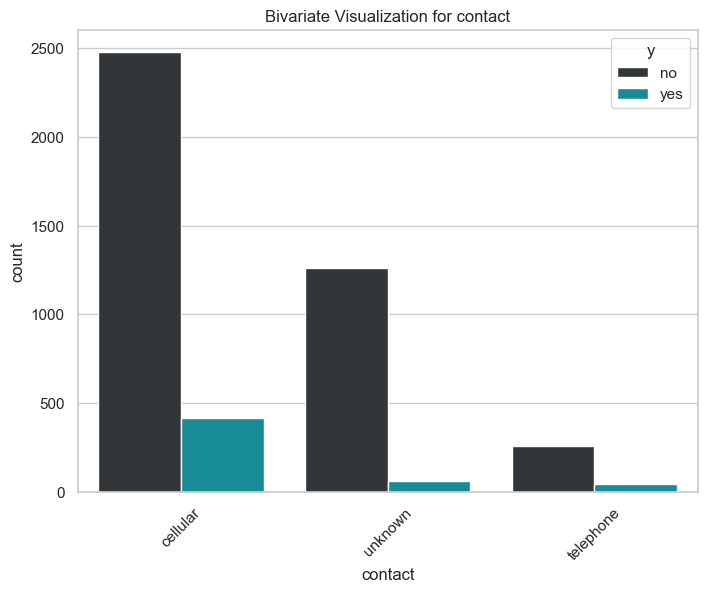 Bivariate Visualization for contact
y
no
yes
2500
2000
1500
1000
500
0
count
cellular
unknown
telephone
contact